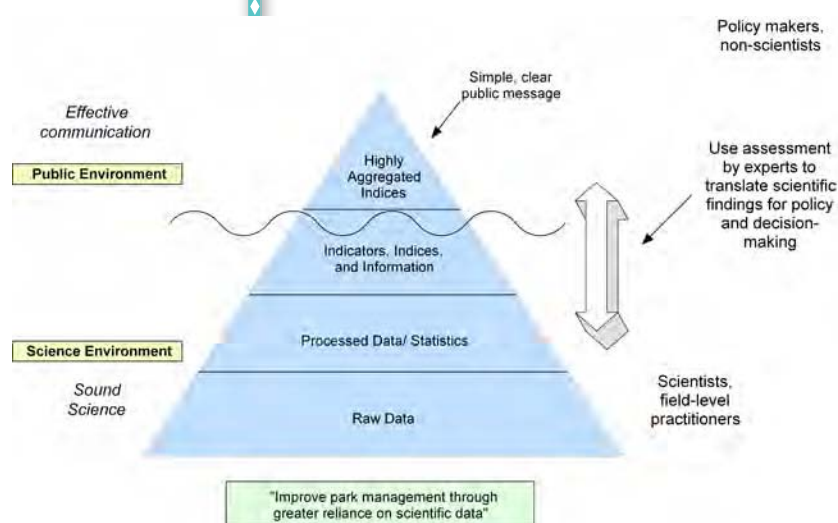 Policy makers,
non-scientists
Simple, clear
public message
Effective
communication
Public Environment
Highly
Aggregated
Indices
Use assessment
by experts to
translate scientific
findings for policy
and decision-
making
Indicators, Indices,
and Information
Processed Data/ Statistics
Science Environment
Sound
Science
Raw Data
Scientists,
field-level
practitioners
"Improve park management through
greater reliance on scientific data"